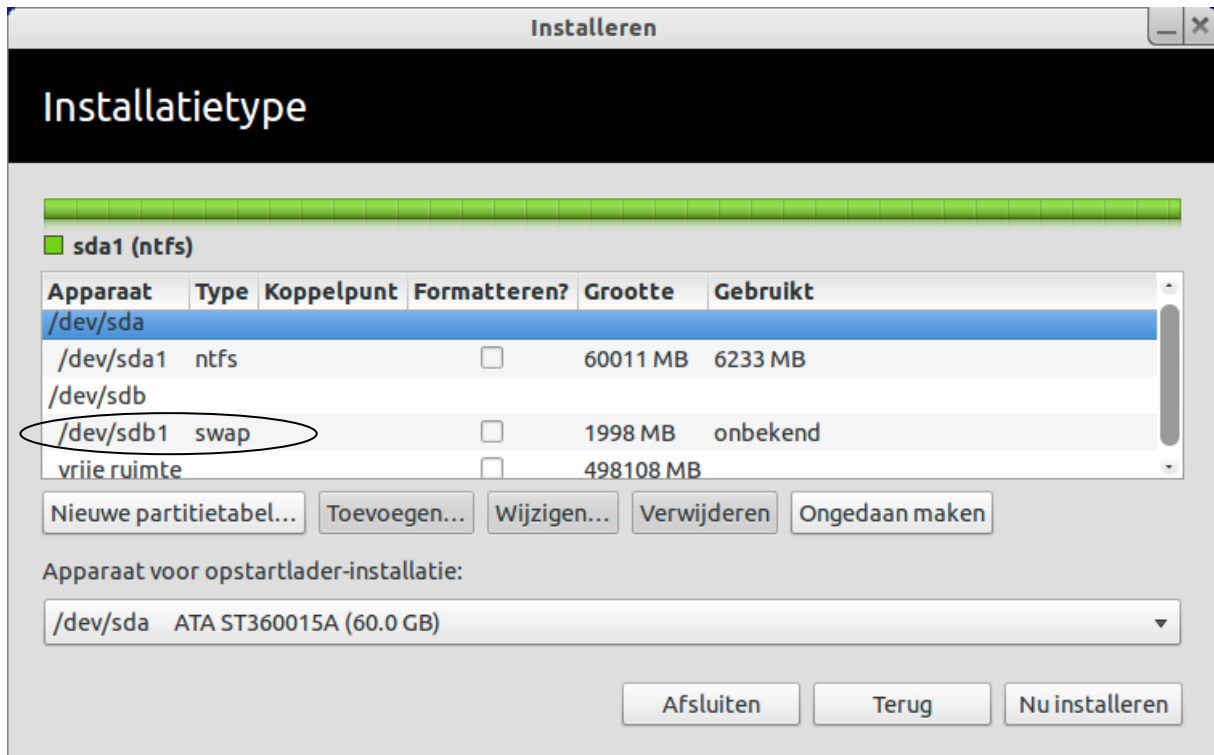 Installeren
Installatietype
sda1 (ntfs)
Apparaat Type Koppelpunt Formatteren? Grootte Gebruikt
/dev/sda
/dev/sda1 ntfs 60011 MB 6233 MB
/dev/sdb
/dev/sdb1 swap 1998 MB onbekend
vrije ruimte 498108 MB
Nieuwe partitietabel... Toevoegen... Wijzigen... Verwijderen Ongedaan maken
Apparaat voor opstartlader-installatie:
/dev/sda ATA ST360015A (60.0 GB)
Afsluiten Terug Nu installeren